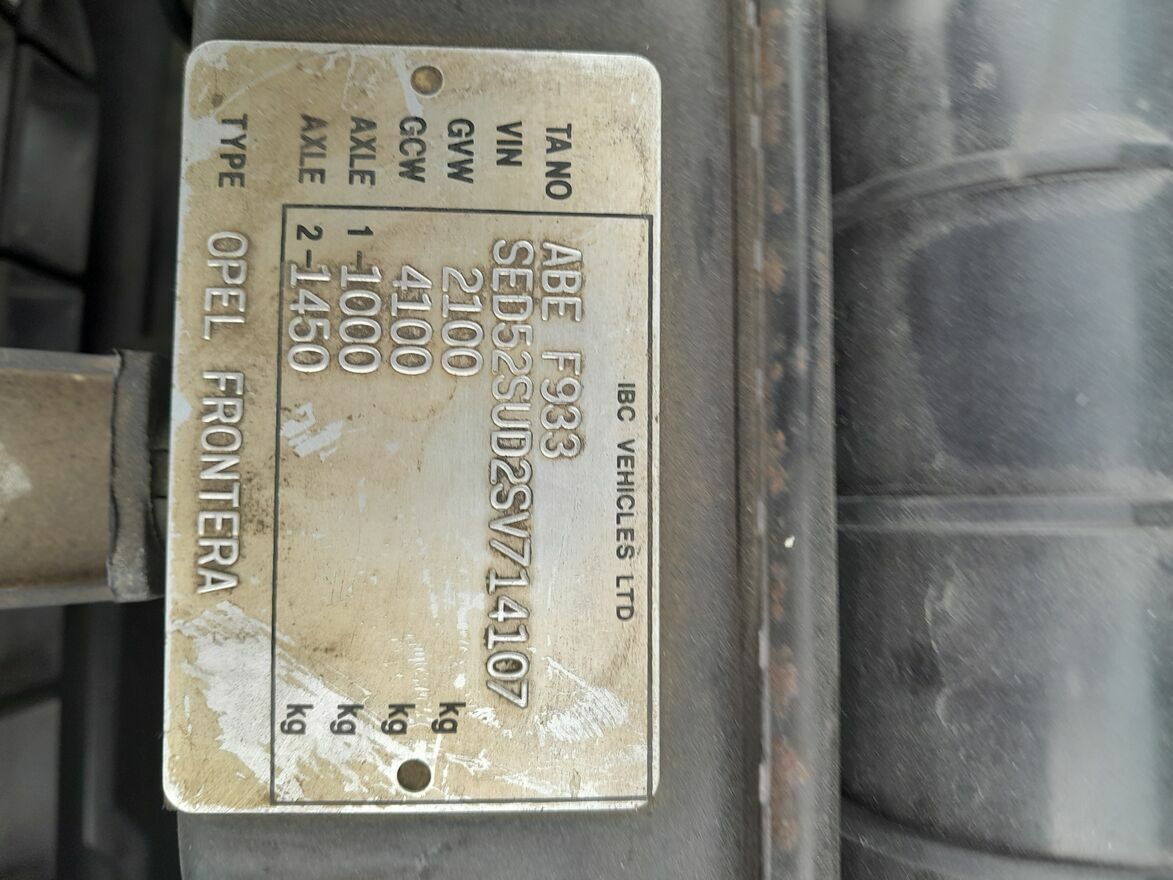 IBC VEHICLES LTD
TA NO ABE F933
VIN SED52SUD2SV714107
GVW 2100 kg
GCW 4100 kg
AXLE 1-1000 kg
AXLE 2-1450 kg
TYPE OPEL FRONTERA